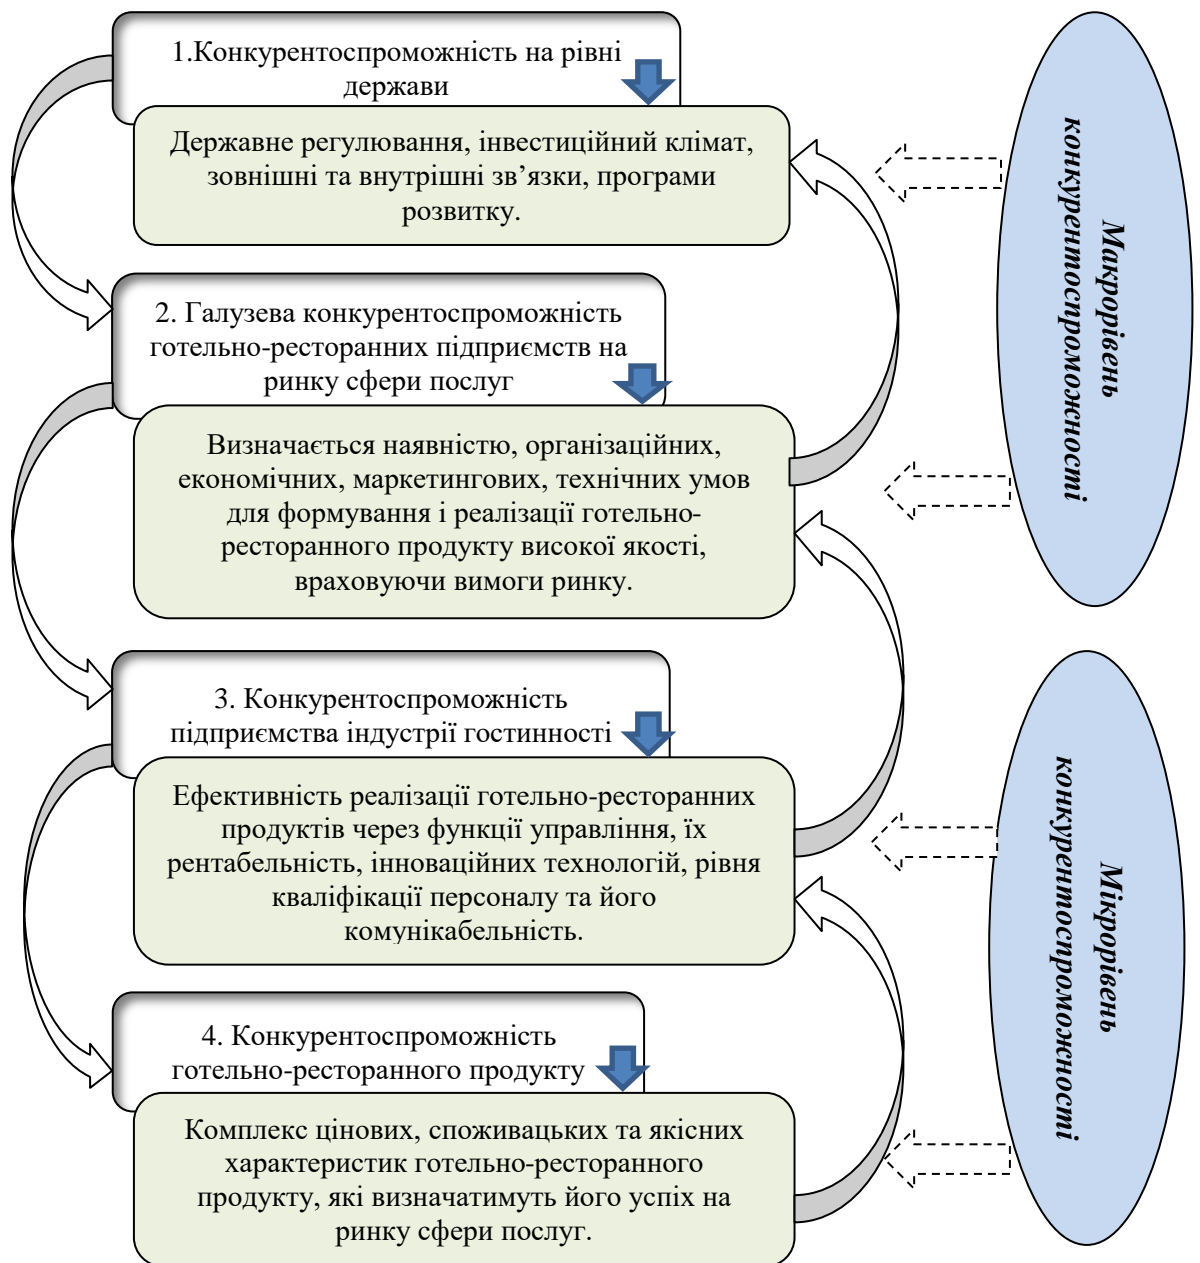 1.Конкурентоспроможність на рівні
держави
Державне регулювання, інвестиційний клімат,
зовнішні та внутрішні зв’язки, програми
розвитку.
2. Галузева конкурентоспроможність
готельно-ресторанних підприємств на
ринку сфери послуг
Визначається наявністю, організаційних,
економічних, маркетингових, технічних умов
для формування і реалізації готельно-
ресторанного продукту високої якості,
враховуючи вимоги ринку.
Макрорівень
конкурентоспроможності
3. Конкурентоспроможність
підприємства індустрії гостинності
Ефективність реалізації готельно-ресторанних
продуктів через функції управління, їх
рентабельність, інноваційних технологій, рівня
кваліфікації персоналу та його
комунікабельність.
4. Конкурентоспроможність
готельно-ресторанного продукту
Комплекс цінових, споживацьких та якісних
характеристик готельно-ресторанного
продукту, які визначатимуть його успіх на
ринку сфери послуг.
Мікрорівень
конкурентоспроможності